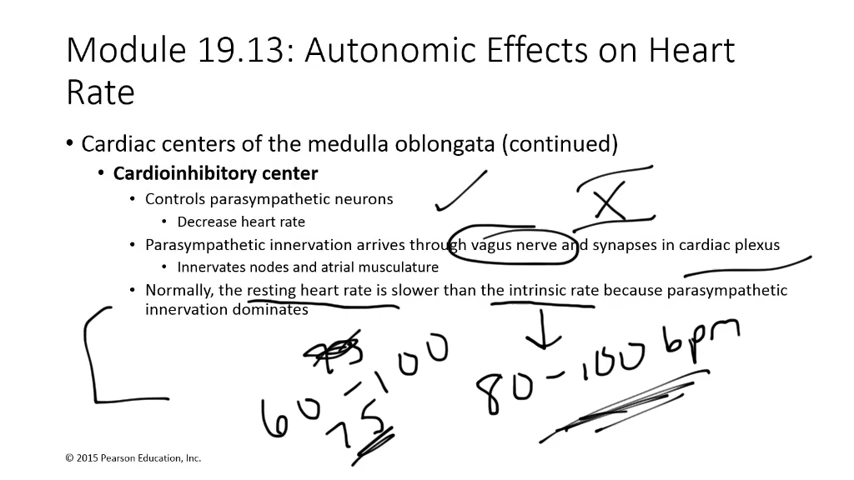 Module 19.13: Autonomic Effects on Heart
Rate
• Cardiac centers of the medulla oblongata (continued)
• Cardioinhibitory center
• Controls parasympathetic neurons
• Decrease heart rate
X
• Parasympathetic innervation arrives through vagus nerve and synapses in cardiac plexus
• Innervates nodes and atrial musculature
• Normally, the resting heart rate is slower than the intrinsic rate because parasympathetic
innervation dominates
60-100
75
80-100 bpm
© 2015 Pearson Education, Inc.